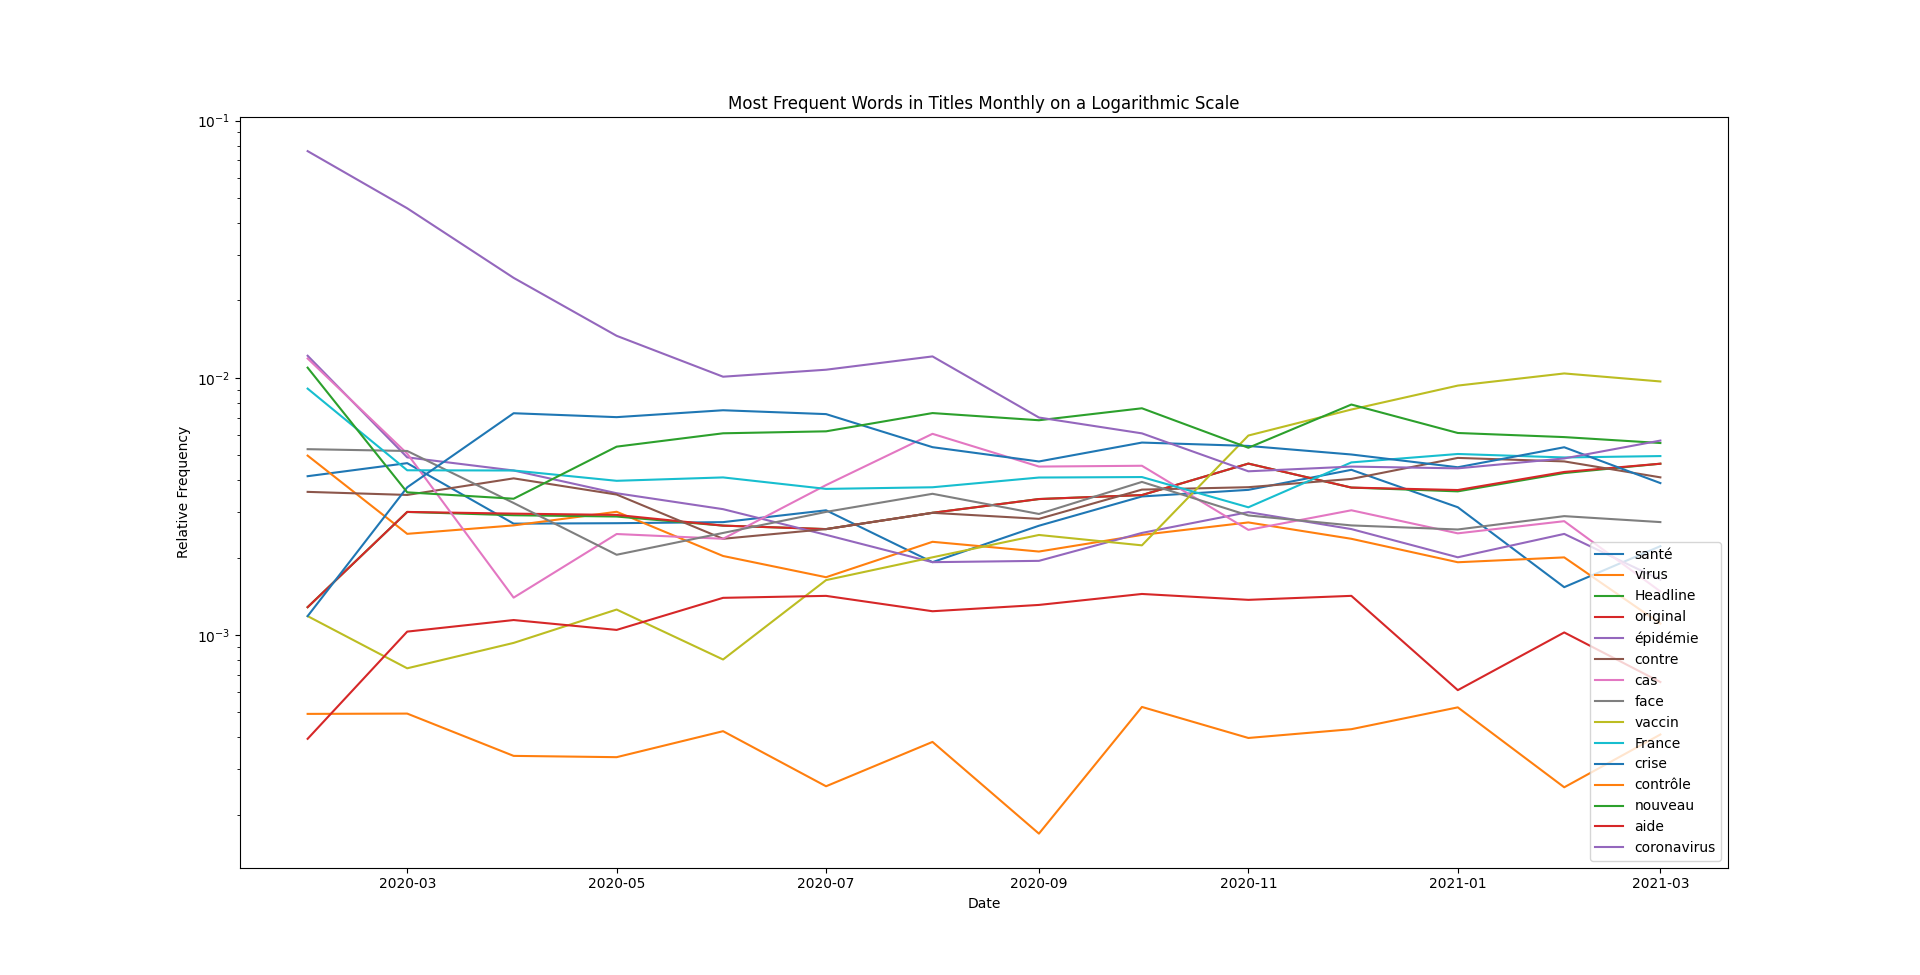 Most Frequent Words in Titles Monthly on a Logarithmic Scale
10⁻¹
10⁻²
10⁻³
Relative Frequency
2020-03
2020-05
2020-07
2020-09
2020-11
2021-01
2021-03
Date
santé
virus
Headline
original
épidémie
contre
cas
face
vaccin
France
crise
contrôle
nouveau
aide
coronavirus